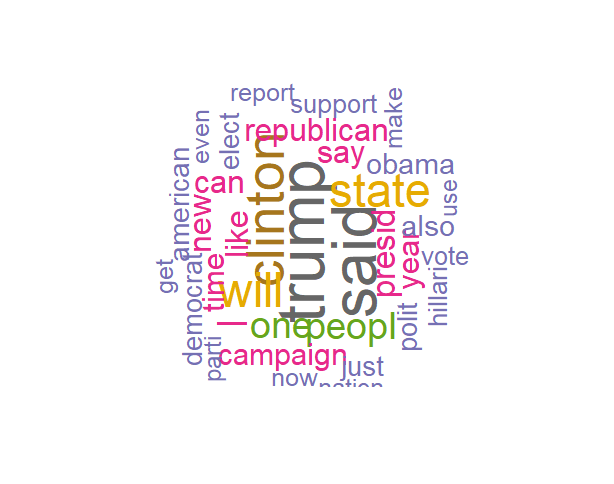 report
support
make
even
elect
republican
say
clinton
obama
american
can
trump
state
use
new
like
said
presid
also
year
vote
get
time
will
democrat
hillari
I
one
peopl
polit
parti
campaign
just
now
nation